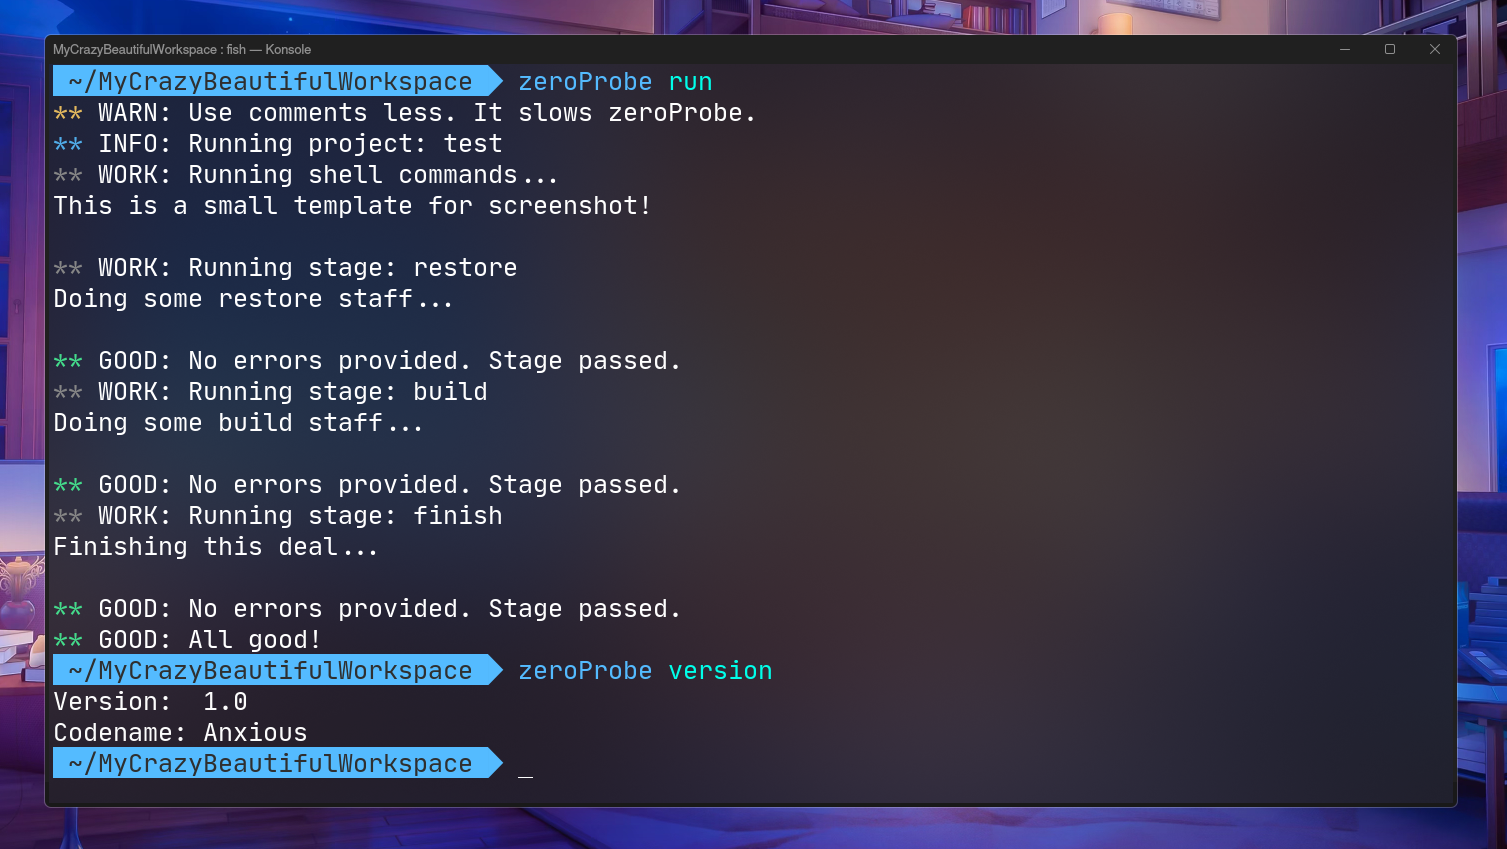 MyCrazyBeautifulWorkspace : fish — Konsole
~/MyCrazyBeautifulWorkspace zeroProbe run
** WARN: Use comments less. It slows zeroProbe.
** INFO: Running project: test
** WORK: Running shell commands...
This is a small template for screenshot!
** WORK: Running stage: restore
Doing some restore staff...
** GOOD: No errors provided. Stage passed.
** WORK: Running stage: build
Doing some build staff...
** GOOD: No errors provided. Stage passed.
** WORK: Running stage: finish
Finishing this deal...
** GOOD: No errors provided. Stage passed.
** GOOD: All good!
~/MyCrazyBeautifulWorkspace zeroProbe version
Version:  1.0
Codename: Anxious
~/MyCrazyBeautifulWorkspace _